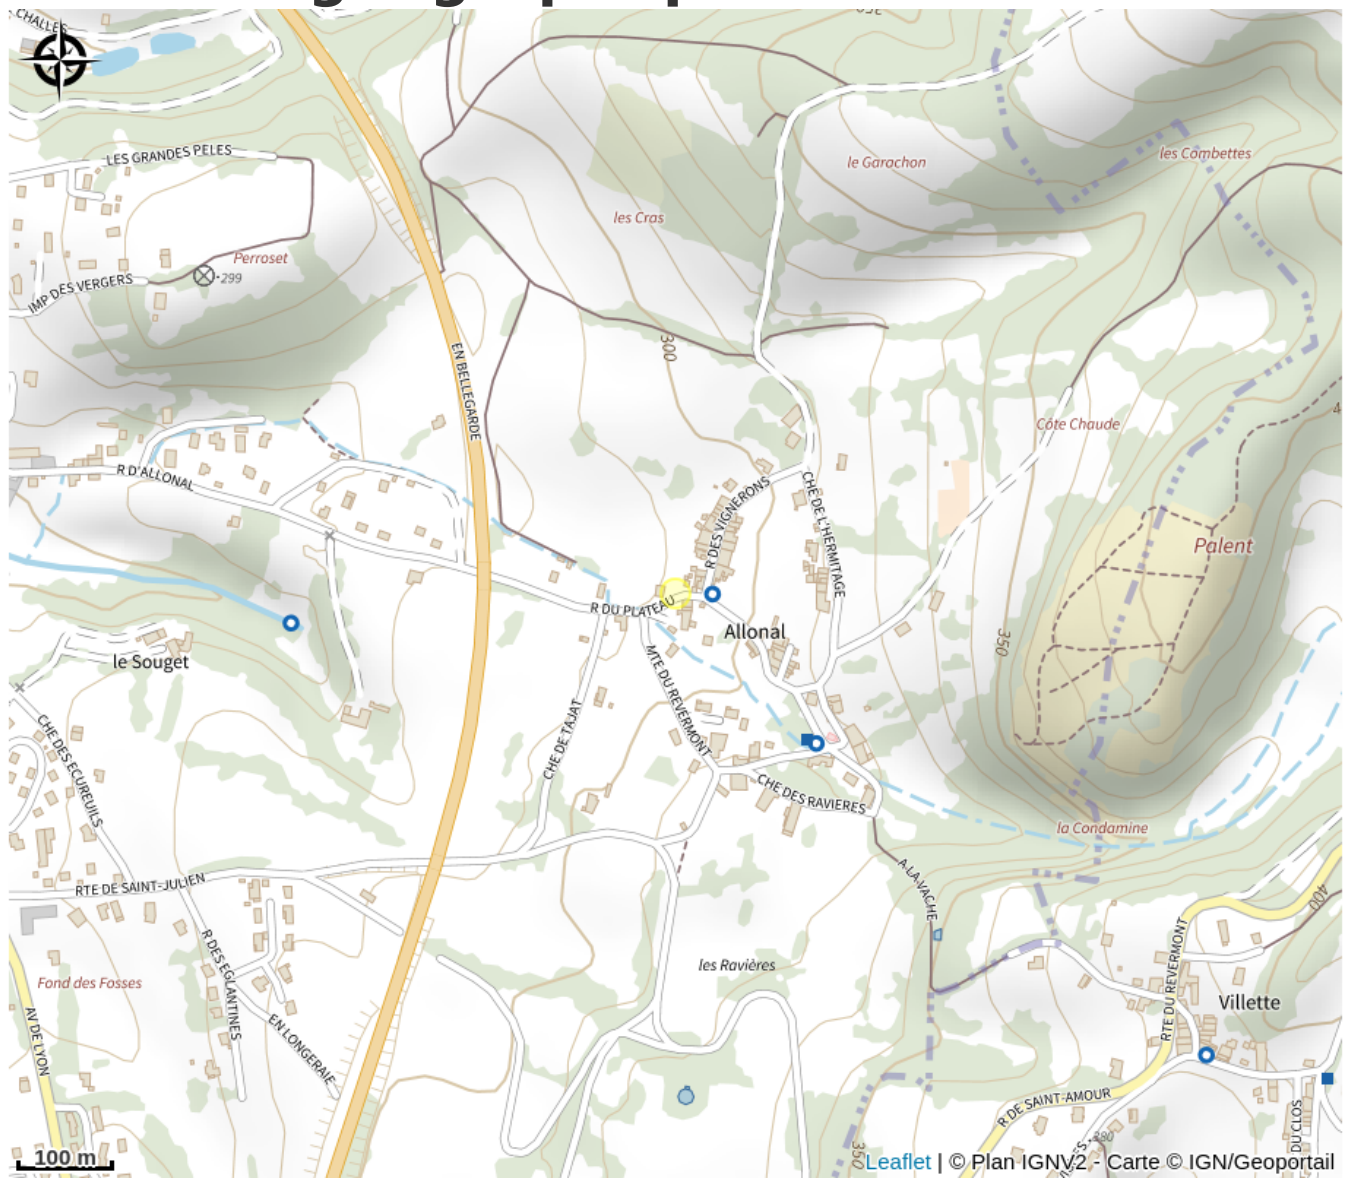 CHALLES
LES GRANDES PELES
le Garachon
les Combettes
les Cras
Perroset
299
IMP DES VERGERS
EN BELLEGARDE
300
Côte Chaude
R D'ALLONAL
R DES VIGNERONS
CHE DE L'HERMITAGE
Palent
R DU PLATEAU
Allonal
350
le Souget
MTE DU REVERMONT
CHE DE TAJAT
CHE DES ECUREUILS
CHE DES RAVIERES
la Condamine
A LA VACHE
RTE DE SAINT-JULIEN
400
R DES EGLANTINES
RTE DU REVERMONT
les Ravières
Fond des Fosses
Villette
AV DE LYON
EN LONGERAIE
R DE SAINT-AMOUR
DU CLOS
380
350
100 m
Leaflet | © Plan IGNV2 - Carte © IGN/Geoportail